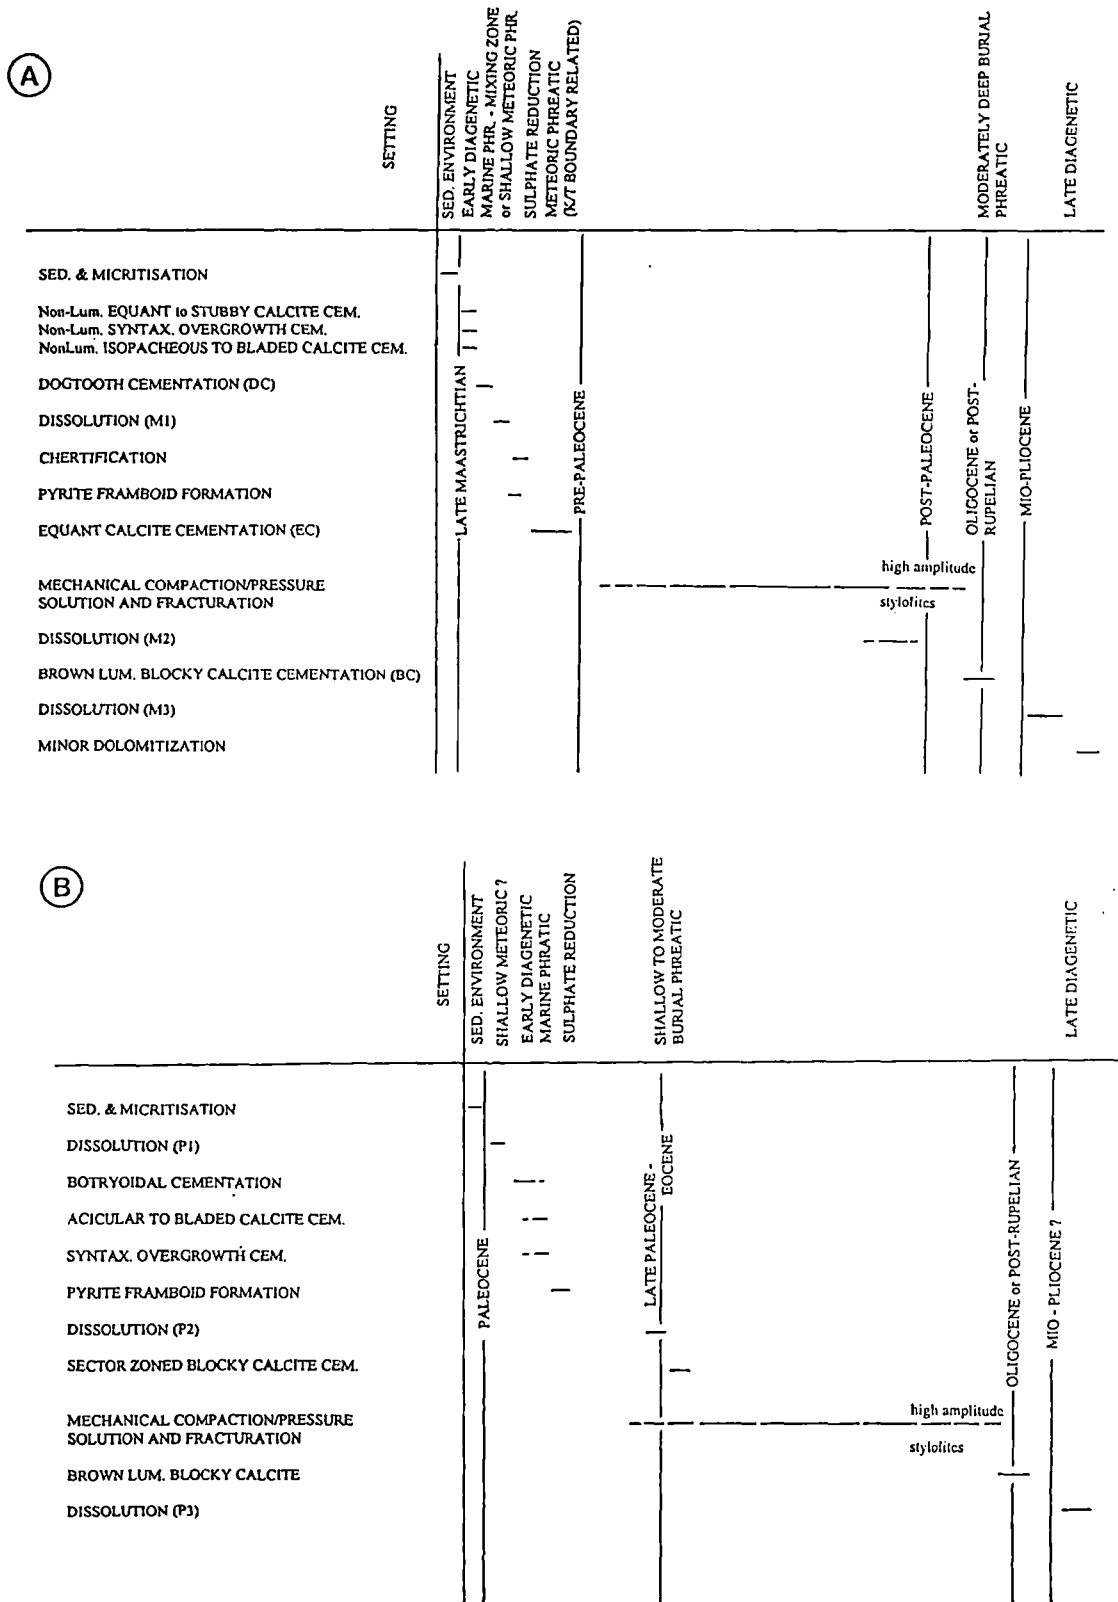 A
SETTING
SED. ENVIRONMENT
EARLY DIAGENETIC
MARINE PHR. - MIXING ZONE
or SHALLOW METEORIC PHR.
SULPHATE REDUCTION
METEORIC PHREATIC
(K/T BOUNDARY RELATED)
MODERATELY DEEP BURIAL
PHREATIC
LATE DIAGENETIC
SED. & MICRITISATION
Non-Lum. EQUANT to STUBBY CALCITE CEM.
Non-Lum. SYNTAX. OVERGROWTH CEM.
NonLum. ISOPACHEOUS TO BLADED CALCITE CEM.
DOGTOOTH CEMENTATION (DC)
DISSOLUTION (M1)
CHERTIFICATION
PYRITE FRAMBOID FORMATION
EQUANT CALCITE CEMENTATION (EC)
MECHANICAL COMPACTION/PRESSURE
SOLUTION AND FRACTURATION
DISSOLUTION (M2)
BROWN LUM. BLOCKY CALCITE CEMENTATION (BC)
DISSOLUTION (M3)
MINOR DOLOMITIZATION
LATE MAASTRICHTIAN
PRE-PALEOCENE
POST-PALEOCENE
OLIGOCENE or POST-
RUPELIAN
MIO-PLIOCENE
high amplitude
stylolites
B
SETTING
SED. ENVIRONMENT
SHALLOW METEORIC ?
EARLY DIAGENETIC
MARINE PHRATIC
SULPHATE REDUCTION
SHALLOW TO MODERATE
BURIAL PHREATIC
LATE DIAGENETIC
SED. & MICRITISATION
DISSOLUTION (P1)
BOTRYOIDAL CEMENTATION
ACICULAR TO BLADED CALCITE CEM.
SYNTAX. OVERGROWTH CEM.
PYRITE FRAMBOID FORMATION
DISSOLUTION (P2)
SECTOR ZONED BLOCKY CALCITE CEM.
MECHANICAL COMPACTION/PRESSURE
SOLUTION AND FRACTURATION
BROWN LUM. BLOCKY CALCITE
DISSOLUTION (P3)
PALEOCENE
LATE PALEOCENE -
EOCENE
OLIGOCENE or POST-RUPELIAN
MIO - PLIOCENE ?
high amplitude
stylolites